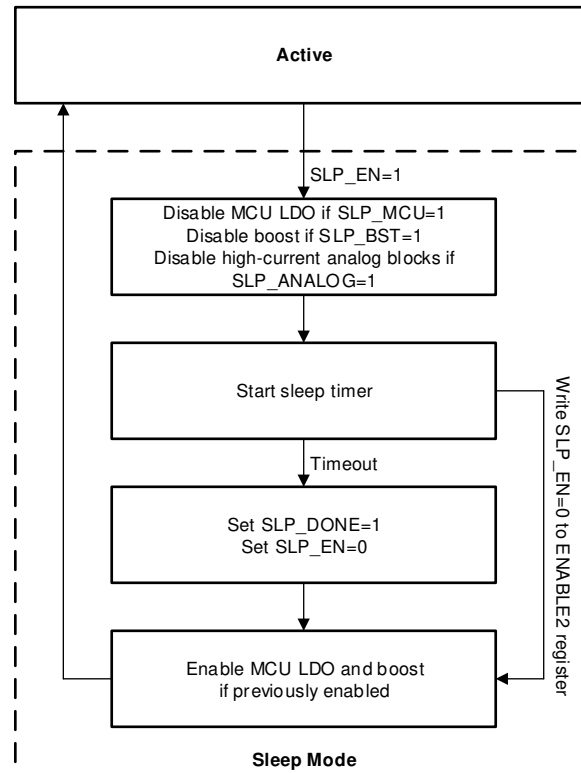 Active
SLP_EN=1
Disable MCU LDO if SLP_MCU=1
Disable boost if SLP_BST=1
Disable high-current analog blocks if
SLP_ANALOG=1
Start sleep timer
Write SLP_EN=0 to ENABLE2 register
Timeout
Set SLP_DONE=1
Set SLP_EN=0
Enable MCU LDO and boost
if previously enabled
Sleep Mode